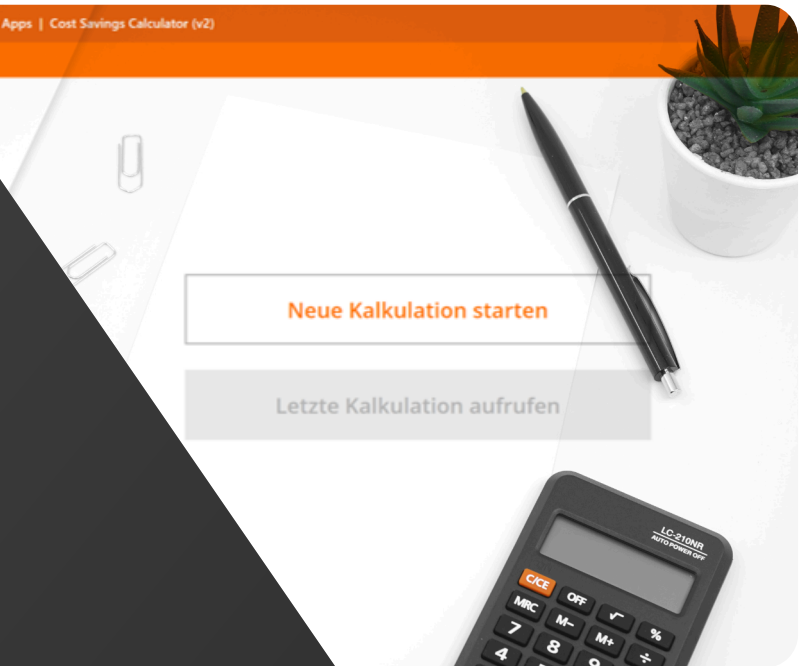 Apps | Cost Savings Calculator (v2)
Neue Kalkulation starten
Letzte Kalkulation aufrufen
LC-210NR
AUTO POWER OFF
C/CE
OFF
√
%
MRC
M−
M+
÷
7
8
9
4